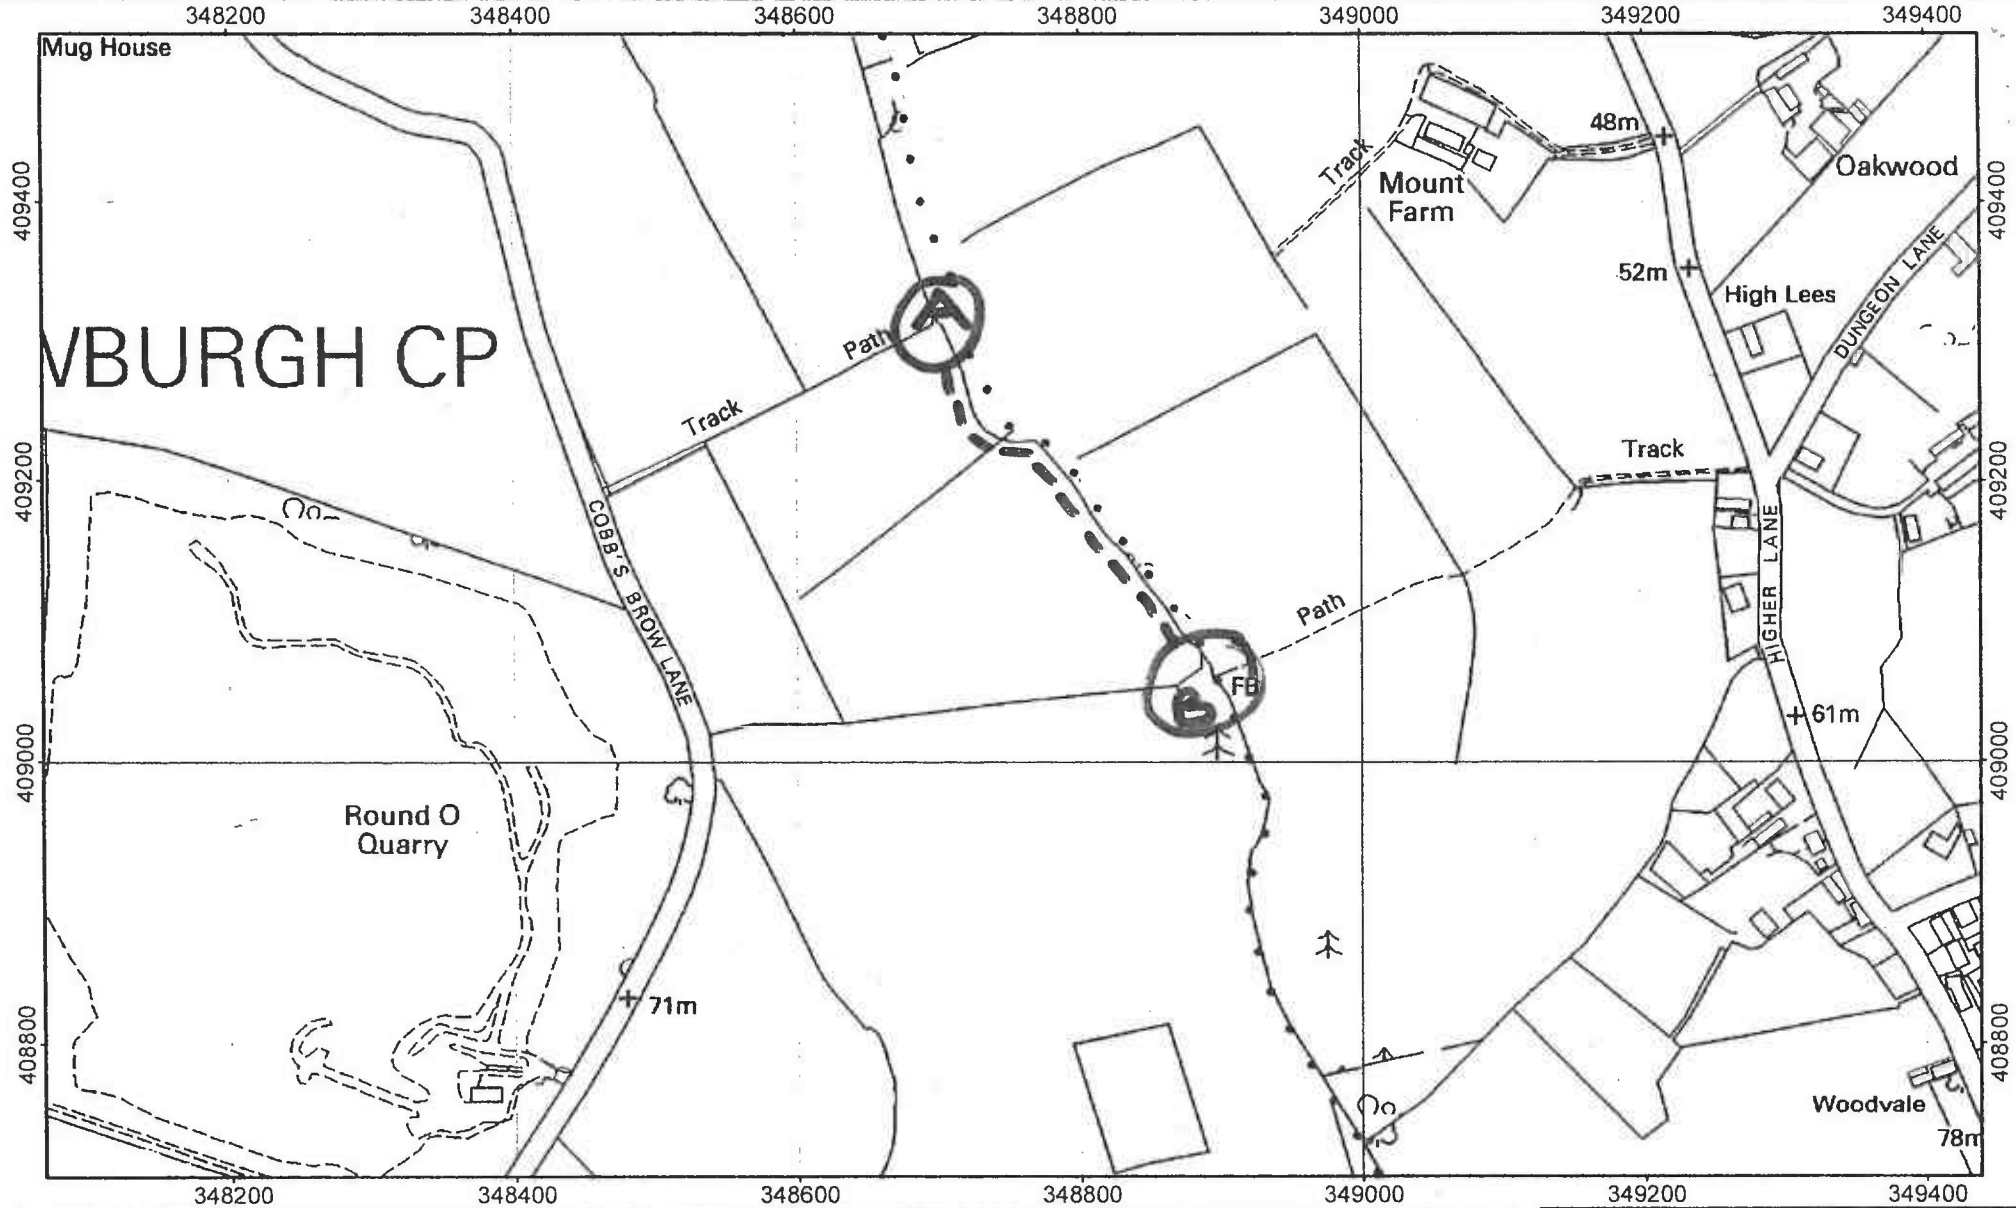 348200 348400 348600 348800 349000 349200 349400
Mug House
48m
Track
Mount
Farm
Oakwood
409400
409400
52m
High Lees
DUNGEON LANE
A
Path
VBURGH CP
Track
Track
409200
409200
COBB'S BROW LANE
HIGHER LANE
Path
FB
B
61m
409000
409000
Round O
Quarry
71m
408800
408800
Woodvale
78m
348200 348400 348600 348800 349000 349200 349400